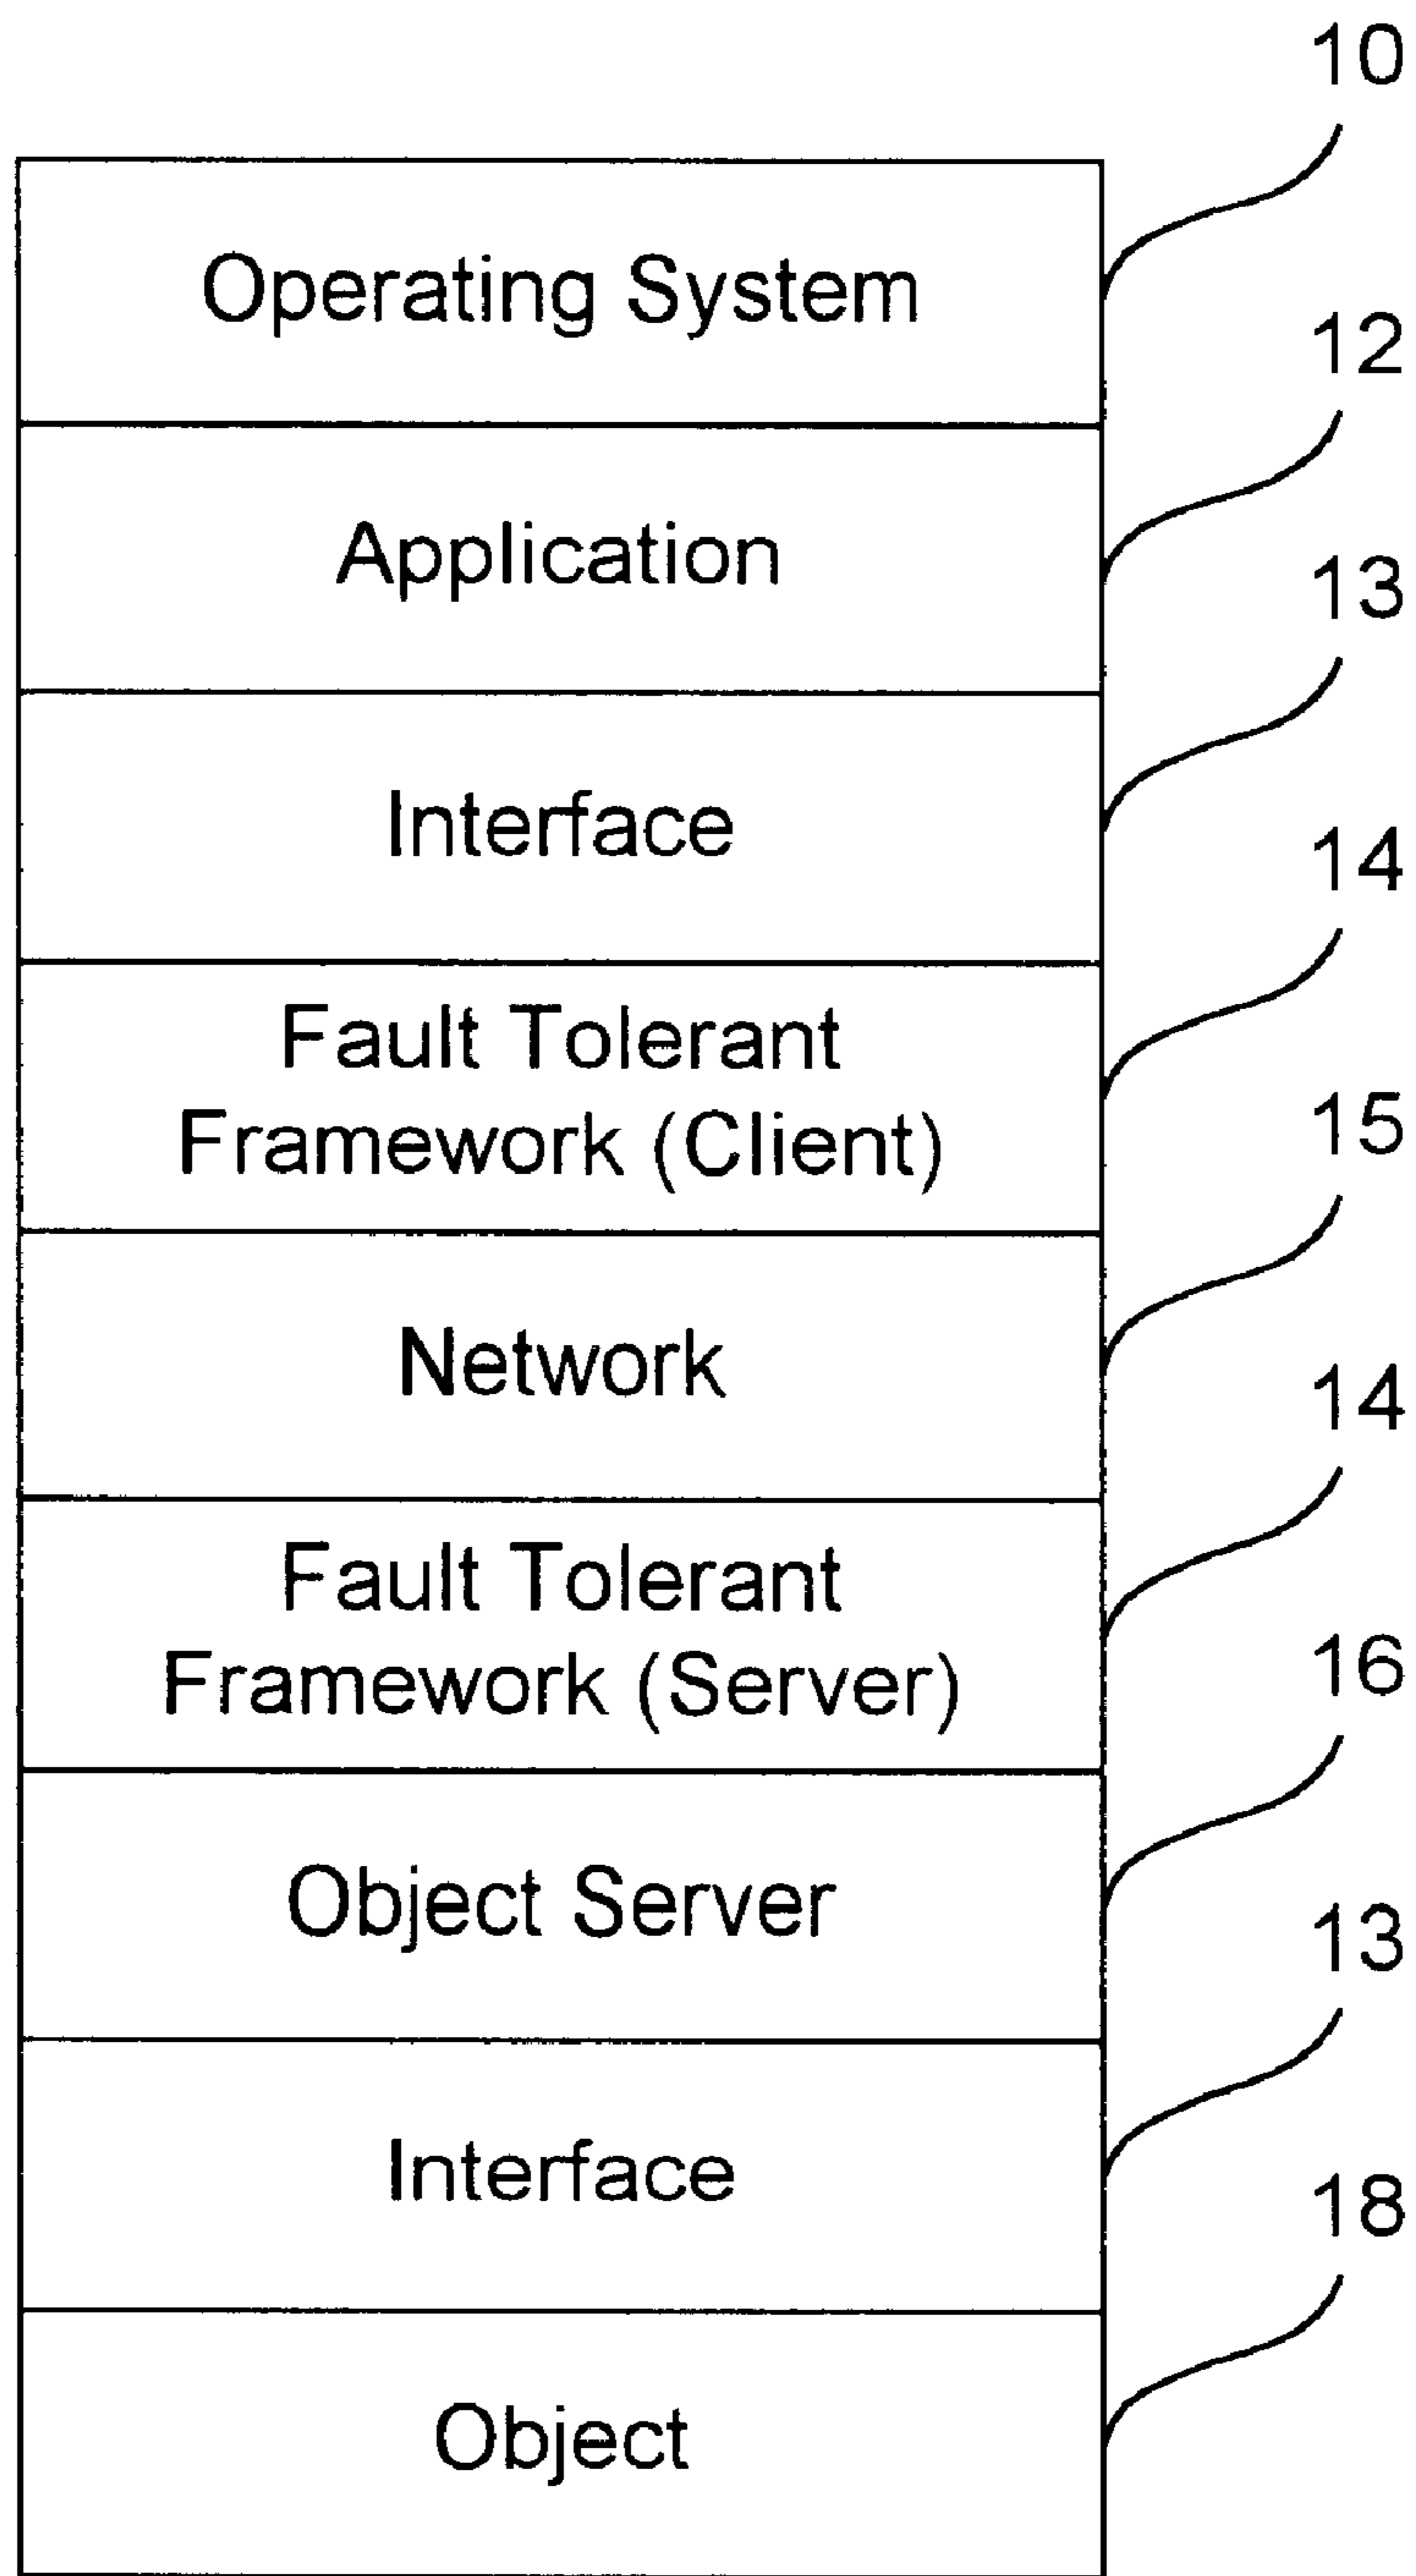 10
Operating System
12
Application
13
Interface
14
Fault Tolerant
Framework (Client)
15
Network
14
Fault Tolerant
Framework (Server)
16
Object Server
13
Interface
18
Object